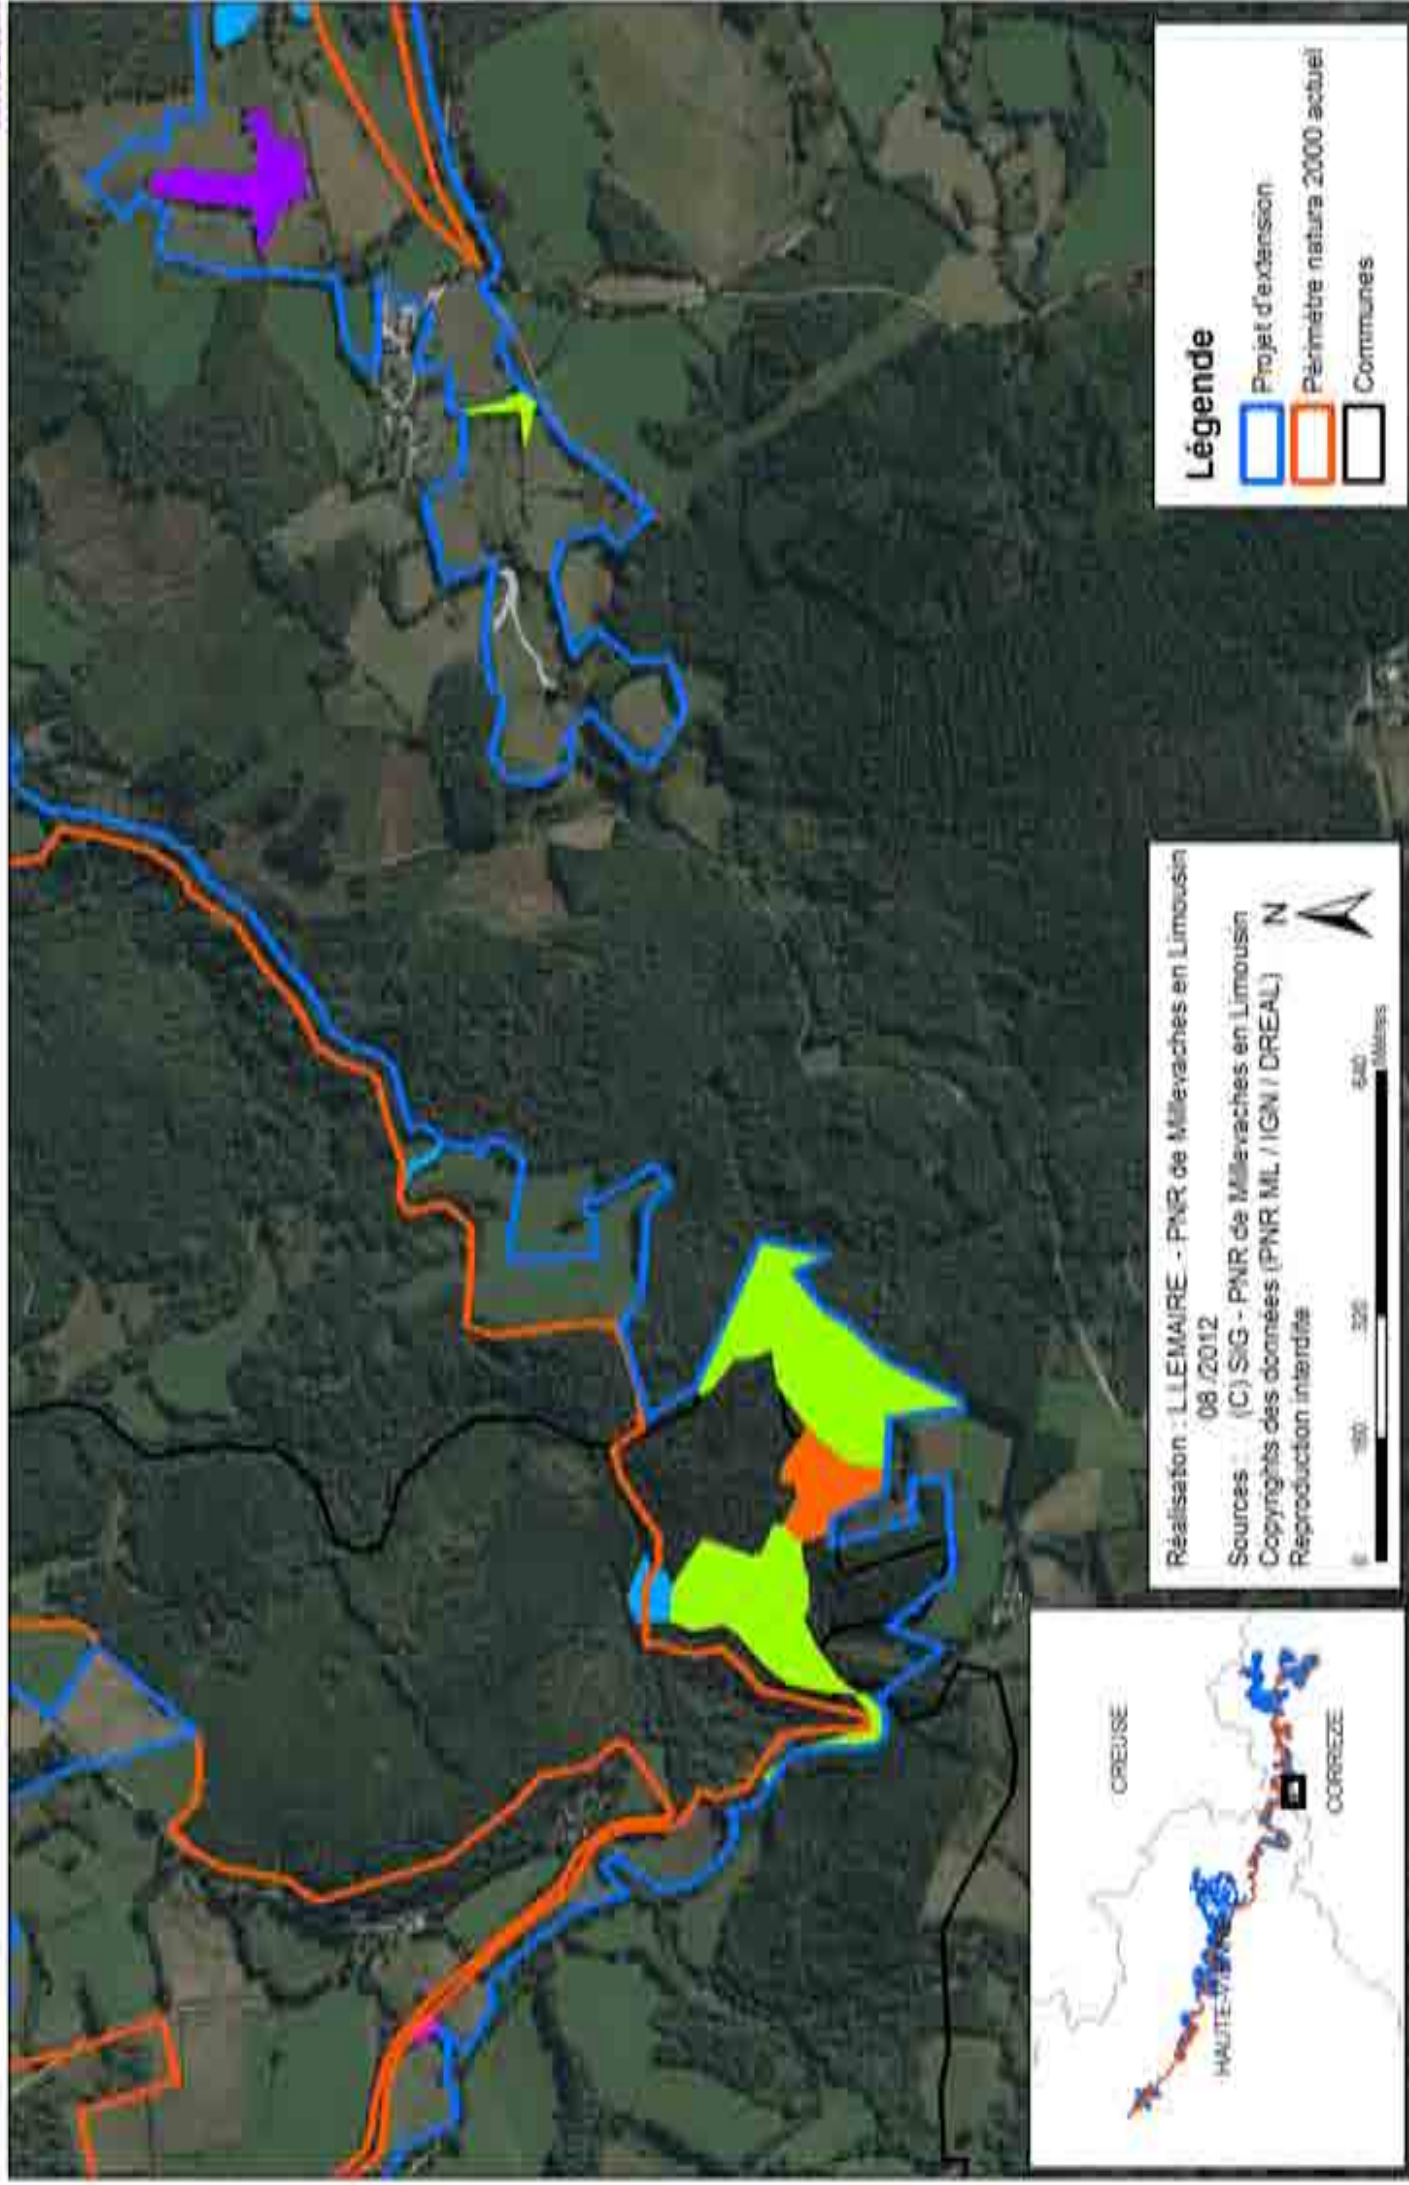 Légende
Projet d'extension
Périmètre natura 2000 actuel
Communes
Réalisation : L.LEMAIRE - PNR de Millevaches en Limousin
08 /2012
Sources : (C) SIG - PNR de Millevaches en Limousin
Copyrights des données (PNR ML / IGN / DREAL)
Reproduction interdite
N
0 160 320 640
Mètres
CREUSE
HAUTE-VIENNE
CORREZE